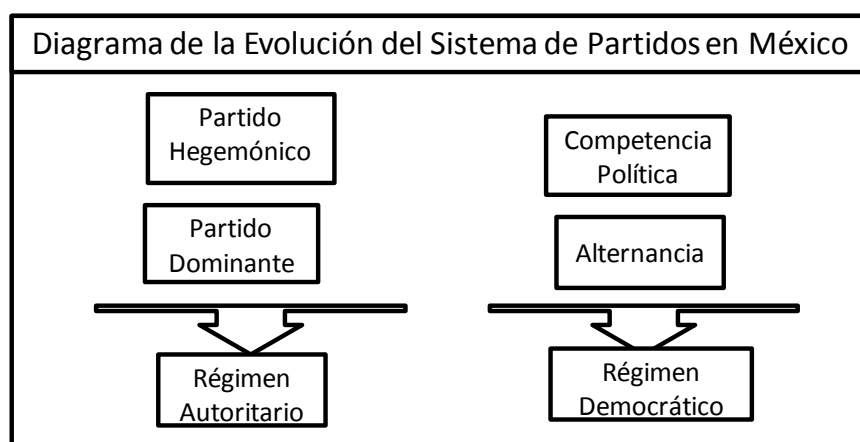 Diagrama de la Evolución del Sistema de Partidos en México
Partido
Hegemónico
Partido
Dominante
Régimen
Autoritario
Competencia
Política
Alternancia
Régimen
Democrático